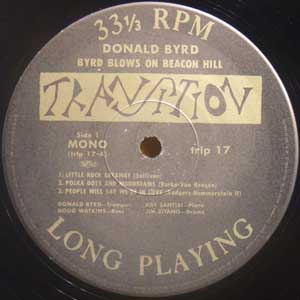 33⅓ RPM
DONALD BYRD
BYRD BLOWS ON BEACON HILL
TRANSITION
Side 1
MONO
(trlp 17-A)
trlp 17
1. LITTLE ROCK GETAWAY (Sullivan)
2. POLKA DOTS AND MOONBEAMS (Burke-Van Heusen)
3. PEOPLE WILL SAY WE'RE IN LOVE (Rodgers-Hammerstein II)
DONALD BYRD—Trumpet RAY SANTISI—Piano
DOUG WATKINS—Bass JIM ZITANO—Drums
LONG PLAYING